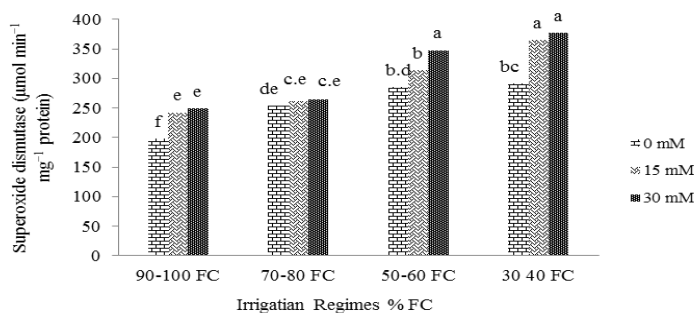 Superoxide dismutase (µmol min⁻¹
mg⁻¹ protein)
400
350
300
250
200
150
100
50
0
f e e
de c.e c.e
b.d b a
bc a a
90-100 FC 70-80 FC 50-60 FC 30 40 FC
Irrigatian Regimes % FC
0 mM
15 mM
30 mM